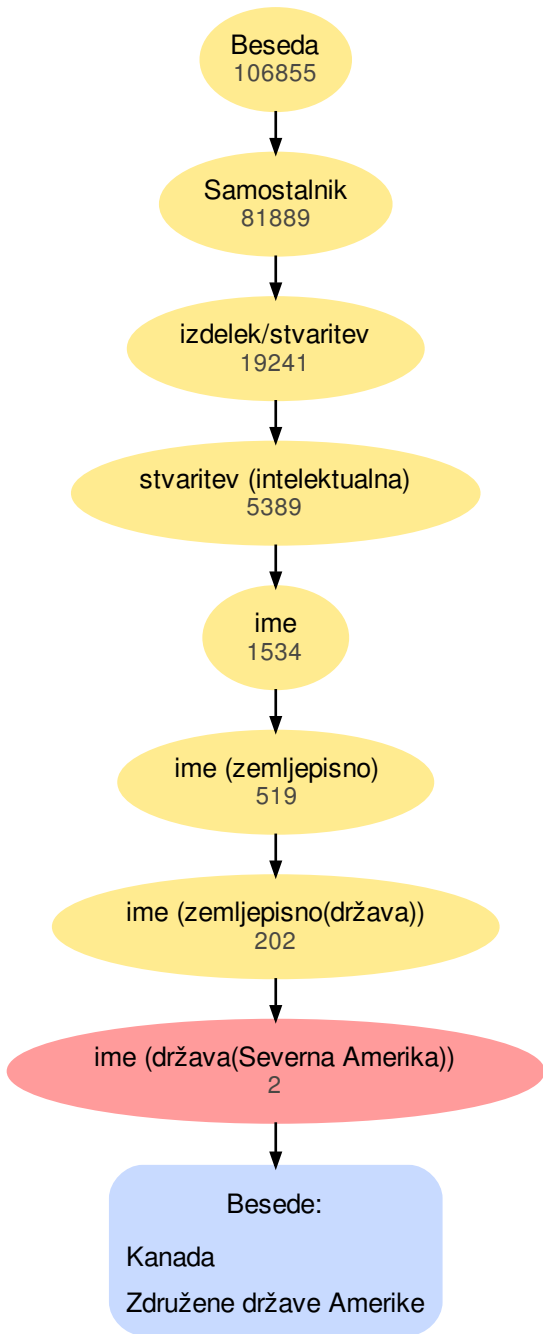 Beseda
106855
Samostalnik
81889
izdelek/stvaritev
19241
stvaritev (intelektualna)
5389
ime
1534
ime (zemljepisno)
519
ime (zemljepisno(država))
202
ime (država(Severna Amerika))
2
Besede:
Kanada
Združene države Amerike